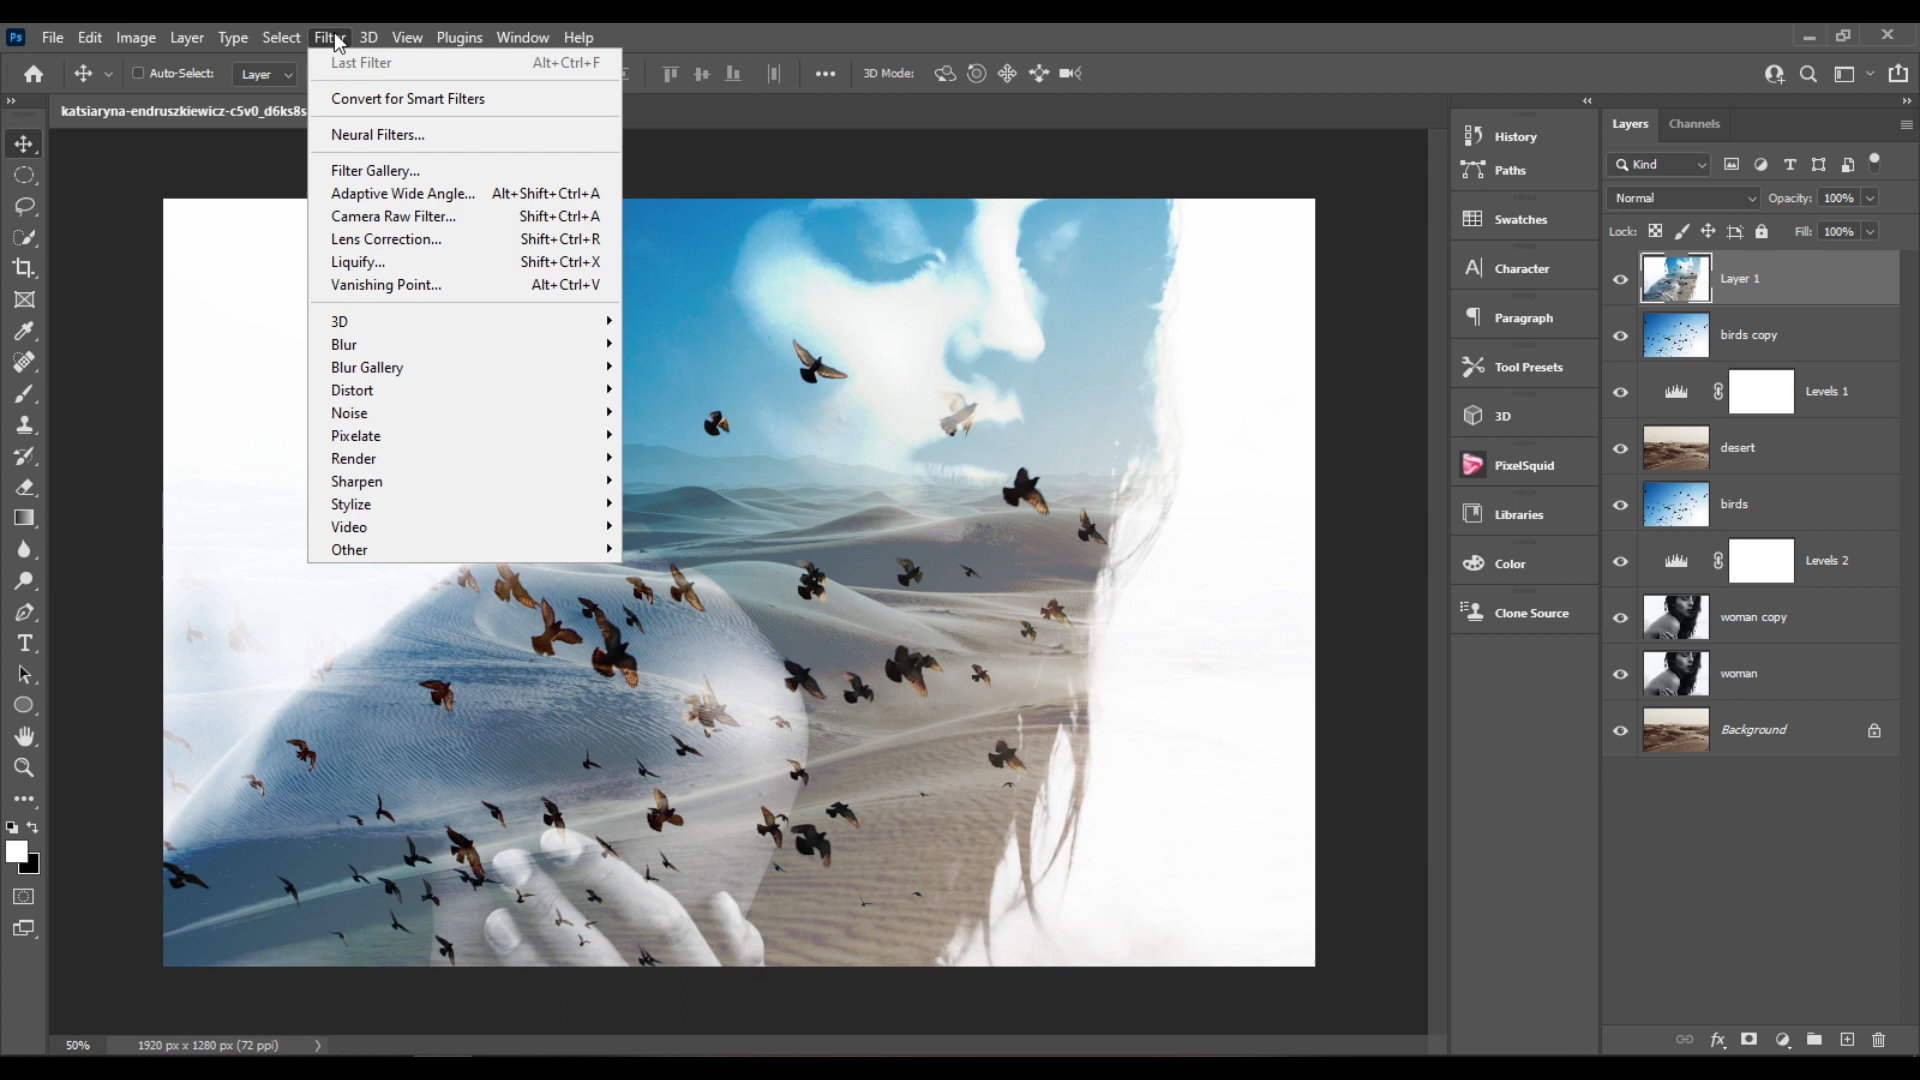 Ps File Edit Image Layer Type Select Filter 3D View Plugins Window Help
Auto-Select: Layer 3D Mode:
katsiaryna-endruszkiewicz-c5v0_d6ks8s
Last Filter Alt+Ctrl+F
Convert for Smart Filters
Neural Filters...
Filter Gallery...
Adaptive Wide Angle... Alt+Shift+Ctrl+A
Camera Raw Filter... Shift+Ctrl+A
Lens Correction... Shift+Ctrl+R
Liquify... Shift+Ctrl+X
Vanishing Point... Alt+Ctrl+V
3D
Blur
Blur Gallery
Distort
Noise
Pixelate
Render
Sharpen
Stylize
Video
Other
History
Paths
Swatches
Character
Paragraph
Tool Presets
3D
PixelSquid
Libraries
Color
Clone Source
Layers Channels
Kind
Normal Opacity: 100%
Lock: Fill: 100%
Layer 1
birds copy
Levels 1
desert
birds
Levels 2
woman copy
woman
Background
50% 1920 px x 1280 px (72 ppi)